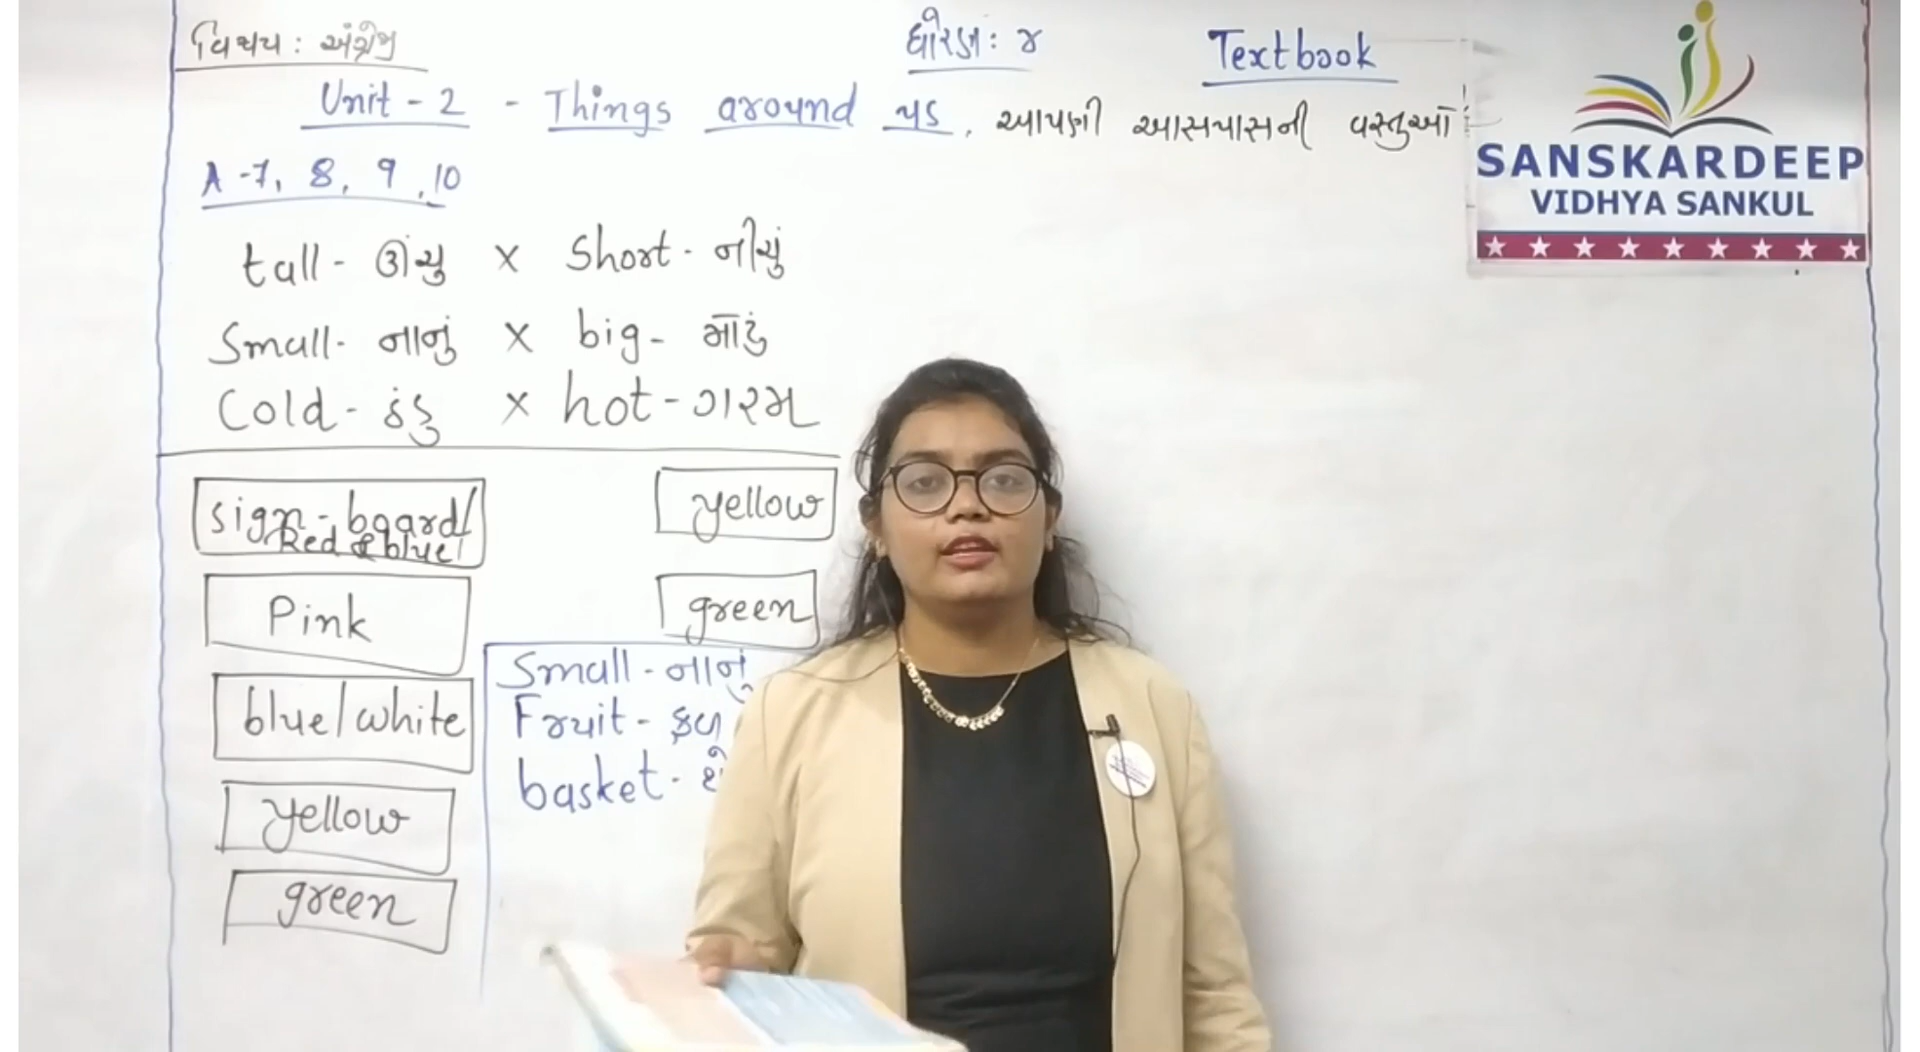 વિષય : અંગ્રેજી
ધોરણ : ૪
Textbook
Unit - 2 - Things around us. આપણી આસપાસની વસ્તુઓ
A - 7, 8, 9, 10
tall - ઊંચુ x Short - નીચું
Small - નાનું x big - મોટું
Cold - ઠંડુ x hot - ગરમ
sign - board / Red & blue
yellow
Pink
green
blue / white
yellow
green
Small - નાનું
Fruit - ફળ
basket -
SANSKARDEEP
VIDHYA SANKUL